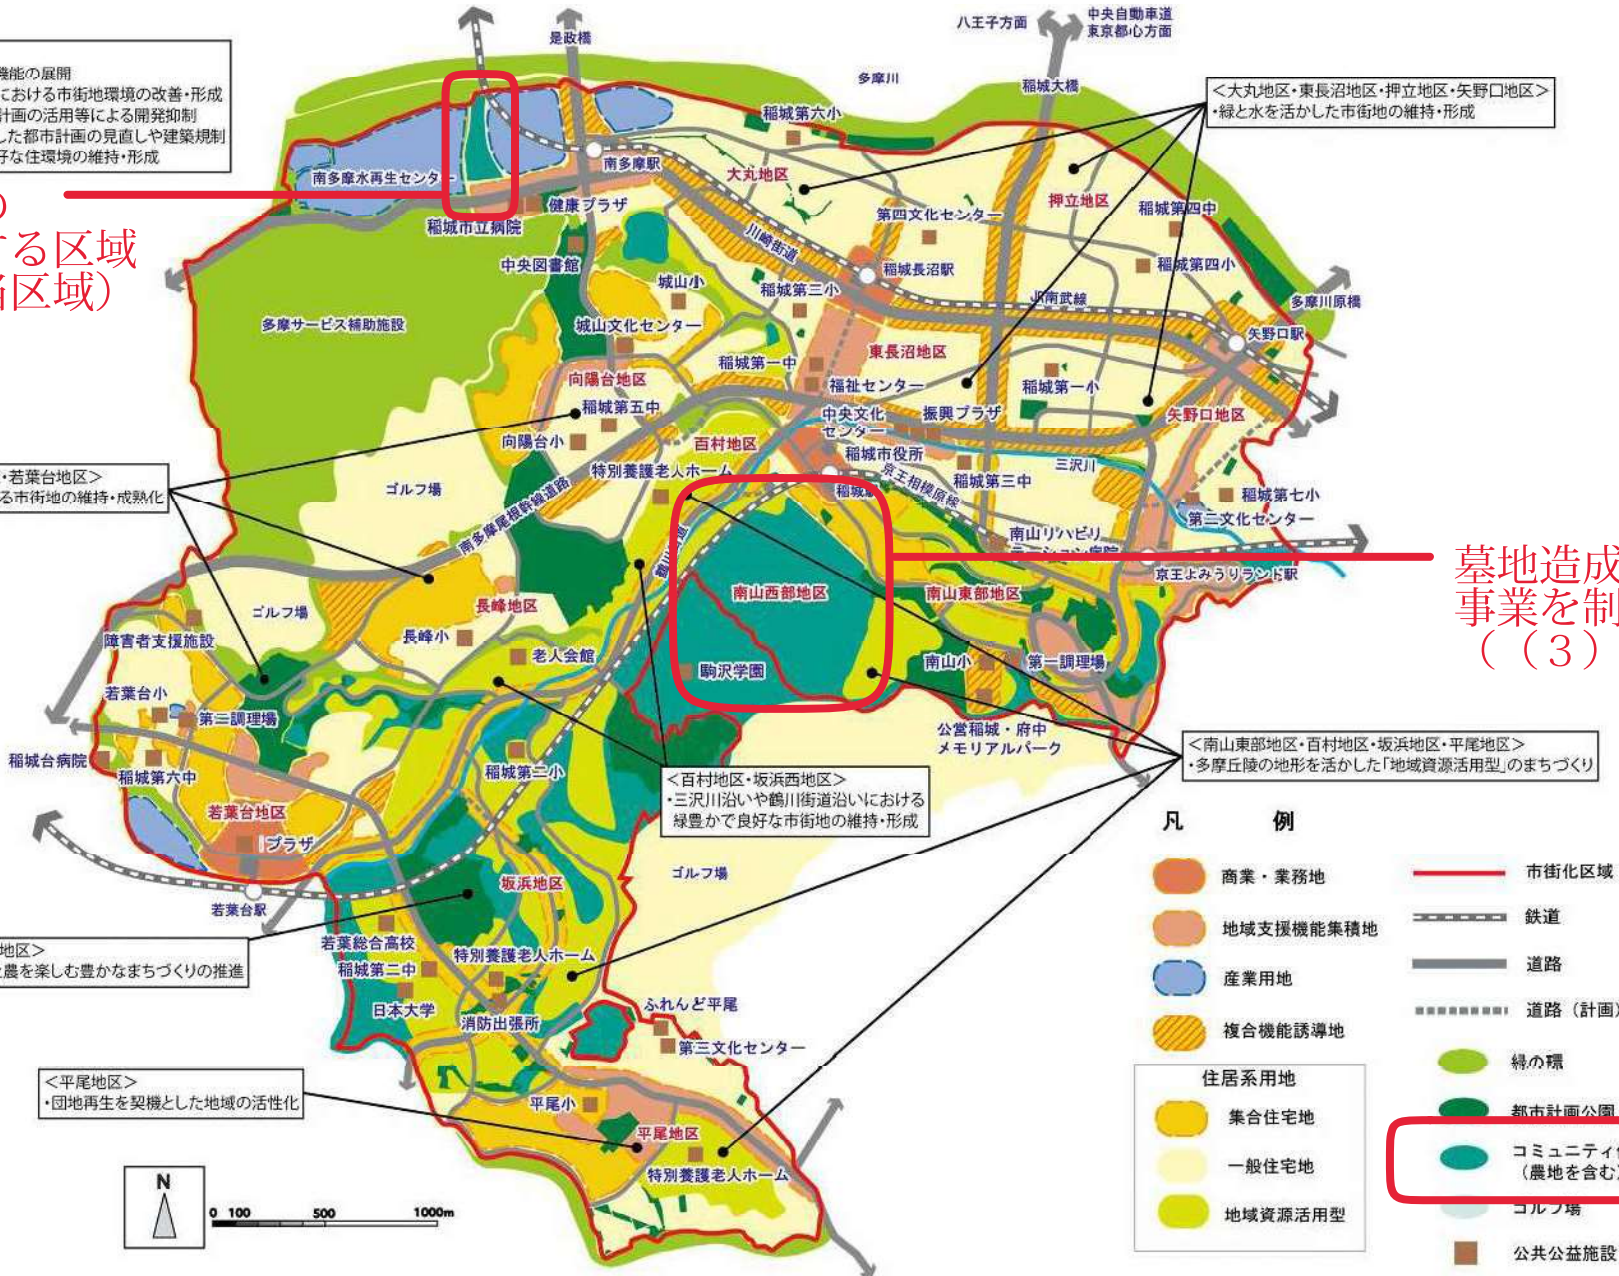 是政橋
八王子方面
中央自動車道
東京都心方面
多摩川
稲城大橋
機能の展開
における市街地環境の改善・形成
計画の活用等による開発抑制
した都市計画の見直しや建築規制
好な住環境の維持・形成
<大丸地区・東長沼地区・押立地区・矢野口地区>
・緑と水を活かした市街地の維持・形成
稲城第六小
南多摩駅
南多摩水再生センター
大丸地区
押立地区
稲城第四中
健康プラザ
稲城市立病院
第四文化センター
する区域
区域）
中央図書館
川崎街道
稲城長沼駅
稲城第四小
城山小
稲城第三小
JR南武線
多摩川原橋
多摩サービス補助施設
城山文化センター
矢野口駅
稲城第一中
東長沼地区
向陽台地区
福祉センター
稲城第一小
稲城第五中
中央文化
センター
振興プラザ
矢野口地区
向陽台小
百村地区
稲城市役所
三沢川
・若葉台地区>
る市街地の維持・成熟化
特別養護老人ホーム
京王相模原線
稲城第三中
ゴルフ場
稲城第七小
南多摩尾根幹線道路
第二文化センター
南山リハビリ
京王よみうりランド駅
墓地造成
事業を制
（（３）
南山西部地区
南山東部地区
ゴルフ場
長峰地区
障害者支援施設
長峰小
老人会館
駒沢学園
南山小
第一調理場
若葉台小
第二調理場
公営稲城・府中
メモリアルパーク
稲城台病院
稲城第六中
稲城第二小
<南山東部地区・百村地区・坂浜地区・平尾地区>
・多摩丘陵の地形を活かした「地域資源活用型」のまちづくり
<百村地区・坂浜西地区>
・三沢川沿いや鶴川街道沿いにおける
緑豊かで良好な市街地の維持・形成
若葉台地区
プラザ
ゴルフ場
坂浜地区
若葉台駅
地区>
と農を楽しむ豊かなまちづくりの推進
若葉総合高校
特別養護老人ホーム
稲城第二中
日本大学
消防出張所
ふれんど平尾
第三文化センター
<平尾地区>
・団地再生を契機とした地域の活性化
平尾小
平尾地区
特別養護老人ホーム
N
0 100 500 1000m
凡 例
商業・業務地
地域支援機能集積地
産業用地
複合機能誘導地
住居系用地
集合住宅地
一般住宅地
地域資源活用型
市街化区域
鉄道
道路
道路（計画）
緑の環
都市計画公園
コミュニティ
（農地を含む）
ゴルフ場
公共公益施設